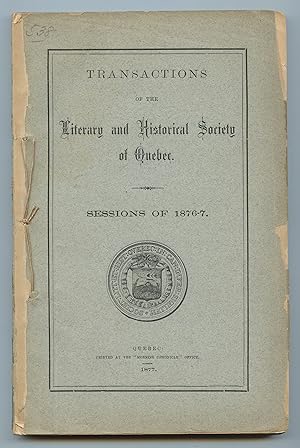 538
TRANSACTIONS
OF THE
Literary and Historical Society
of Quebec.
SESSIONS OF 1876-7.
QUEBEC:
PRINTED AT THE "MORNING CHRONICLE" OFFICE.
1877.